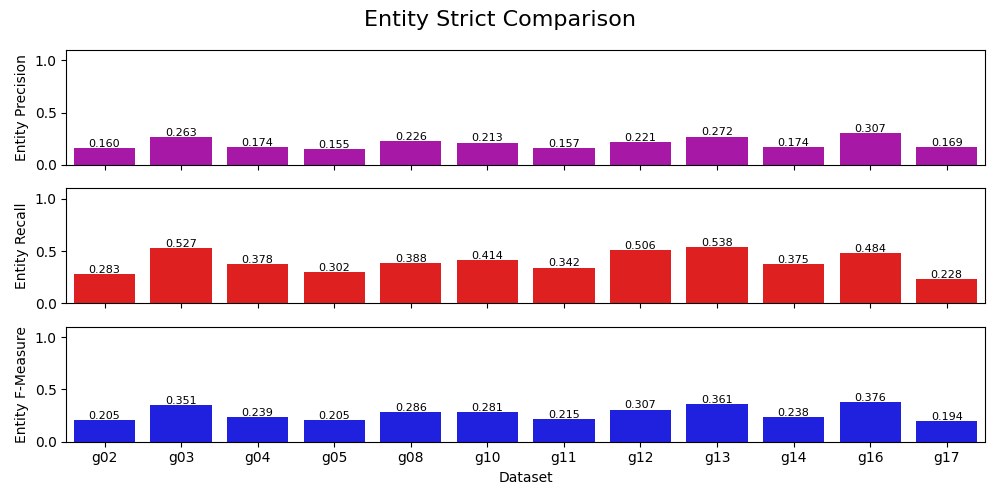 Entity Strict Comparison
Entity Precision
1.0
0.5
0.0
0.160 0.263 0.174 0.155 0.226 0.213 0.157 0.221 0.272 0.174 0.307 0.169
Entity Recall
1.0
0.5
0.0
0.283 0.527 0.378 0.302 0.388 0.414 0.342 0.506 0.538 0.375 0.484 0.228
Entity F-Measure
1.0
0.5
0.0
0.205 0.351 0.239 0.205 0.286 0.281 0.215 0.307 0.361 0.238 0.376 0.194
g02 g03 g04 g05 g08 g10 g11 g12 g13 g14 g16 g17
Dataset